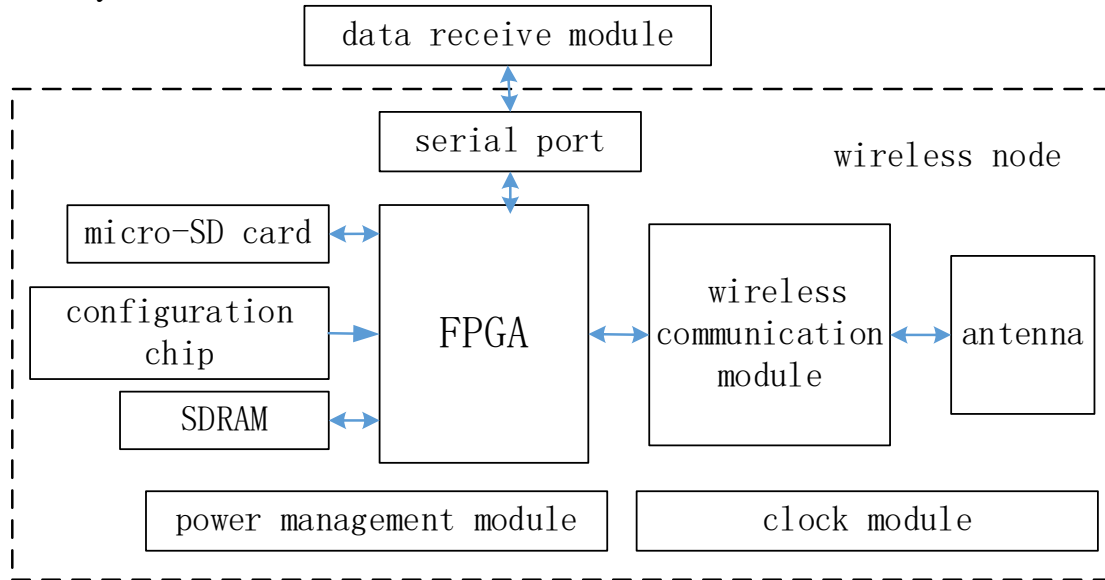 data receive module
serial port
wireless node
micro-SD card
configuration
chip
SDRAM
FPGA
wireless
communication
module
antenna
power management module
clock module